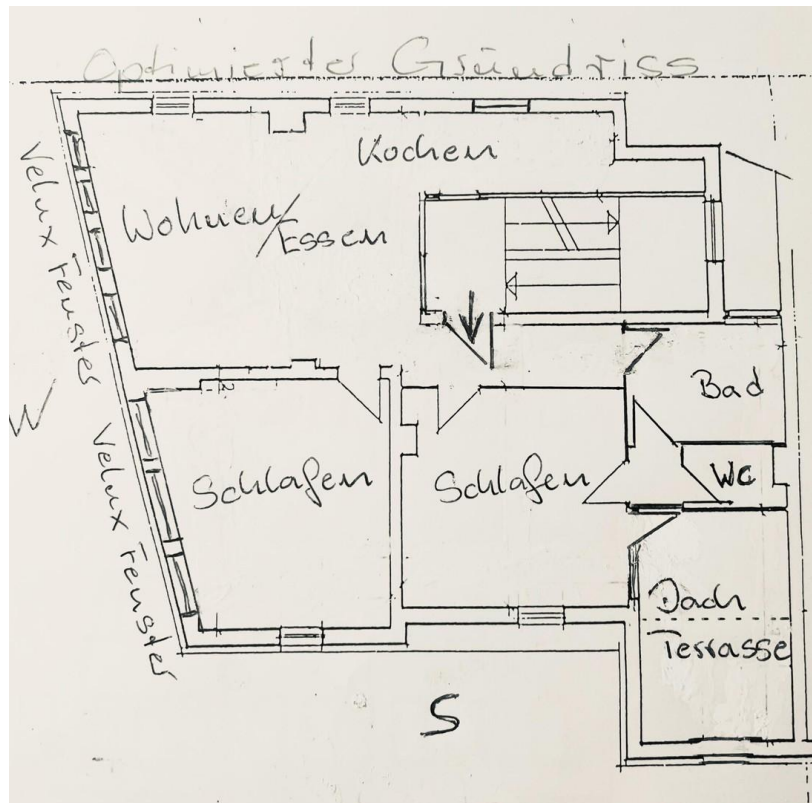 Optimierter Grundriss
Kochen
Wohnen/
Essen
Velux Fenster
W
Velux Fenster
Schlafen
Schlafen
Bad
WC
Dach
Terrasse
S